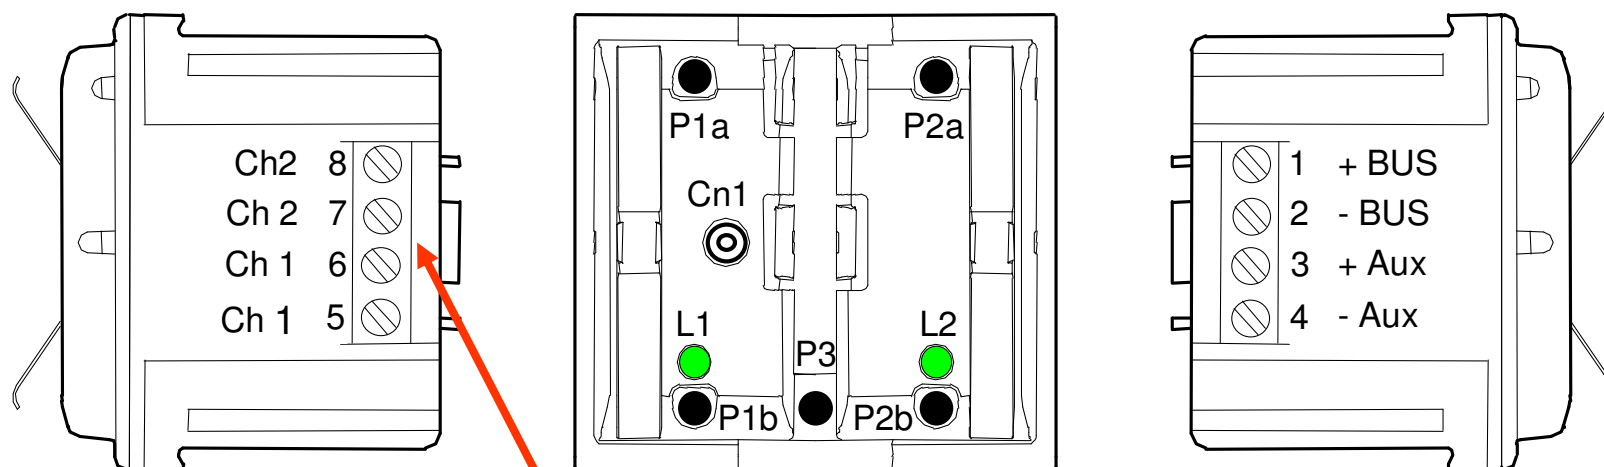 Ch2 8
Ch 2 7
Ch 1 6
Ch 1 5
P1a
P2a
Cn1
L1
L2
P3
P1b
P2b
1 + BUS
2 - BUS
3 + Aux
4 - Aux